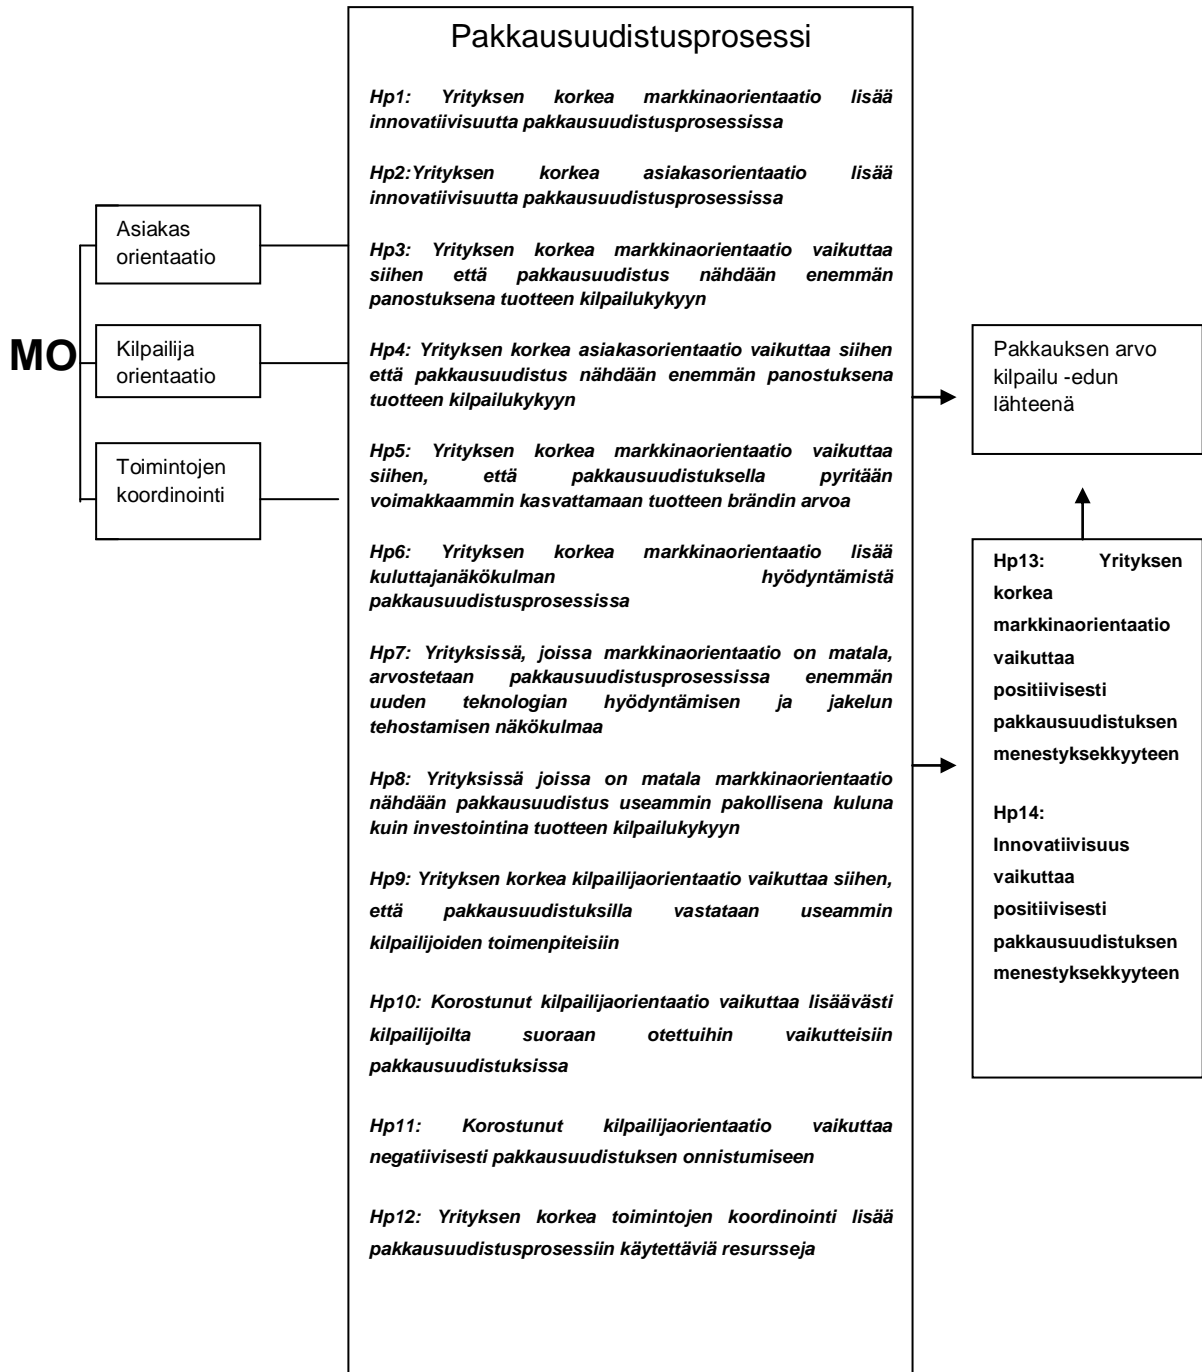 MO
Asiakas
orientaatio
Kilpailija
orientaatio
Toimintojen
koordinointi
Pakkausuudistusprosessi
Hp1: Yrityksen korkea markkinaorientaatio lisää
innovatiivisuutta pakkausuudistusprosessissa
Hp2:Yrityksen korkea asiakasorientaatio lisää
innovatiivisuutta pakkausuudistusprosessissa
Hp3: Yrityksen korkea markkinaorientaatio vaikuttaa
siihen että pakkausuudistus nähdään enemmän
panostuksena tuotteen kilpailukykyyn
Hp4: Yrityksen korkea asiakasorientaatio vaikuttaa siihen
että pakkausuudistus nähdään enemmän panostuksena
tuotteen kilpailukykyyn
Hp5: Yrityksen korkea markkinaorientaatio vaikuttaa
siihen, että pakkausuudistuksella pyritään
voimakkaammin kasvattamaan tuotteen brändin arvoa
Hp6: Yrityksen korkea markkinaorientaatio lisää
kuluttajanäkökulman hyödyntämistä
pakkausuudistusprosessissa
Hp7: Yrityksissä, joissa markkinaorientaatio on matala,
arvostetaan pakkausuudistusprosessissa enemmän
uuden teknologian hyödyntämisen ja jakelun
tehostamisen näkökulmaa
Hp8: Yrityksissä joissa on matala markkinaorientaatio
nähdään pakkausuudistus useammin pakollisena kuluna
kuin investointina tuotteen kilpailukykyyn
Hp9: Yrityksen korkea kilpailijaorientaatio vaikuttaa siihen,
että pakkausuudistuksilla vastataan useammin
kilpailijoiden toimenpiteisiin
Hp10: Korostunut kilpailijaorientaatio vaikuttaa lisäävästi
kilpailijoilta suoraan otettuihin vaikutteisiin
pakkausuudistuksissa
Hp11: Korostunut kilpailijaorientaatio vaikuttaa
negatiivisesti pakkausuudistuksen onnistumiseen
Hp12: Yrityksen korkea toimintojen koordinointi lisää
pakkausuudistusprosessiin käytettäviä resursseja
Pakkauksen arvo
kilpailu -edun
lähteenä
Hp13: Yrityksen
korkea
markkinaorientaatio
vaikuttaa
positiivisesti
pakkausuudistuksen
menestyksekkyyteen
Hp14:
Innovatiivisuus
vaikuttaa
positiivisesti
pakkausuudistuksen
menestyksekkyyteen